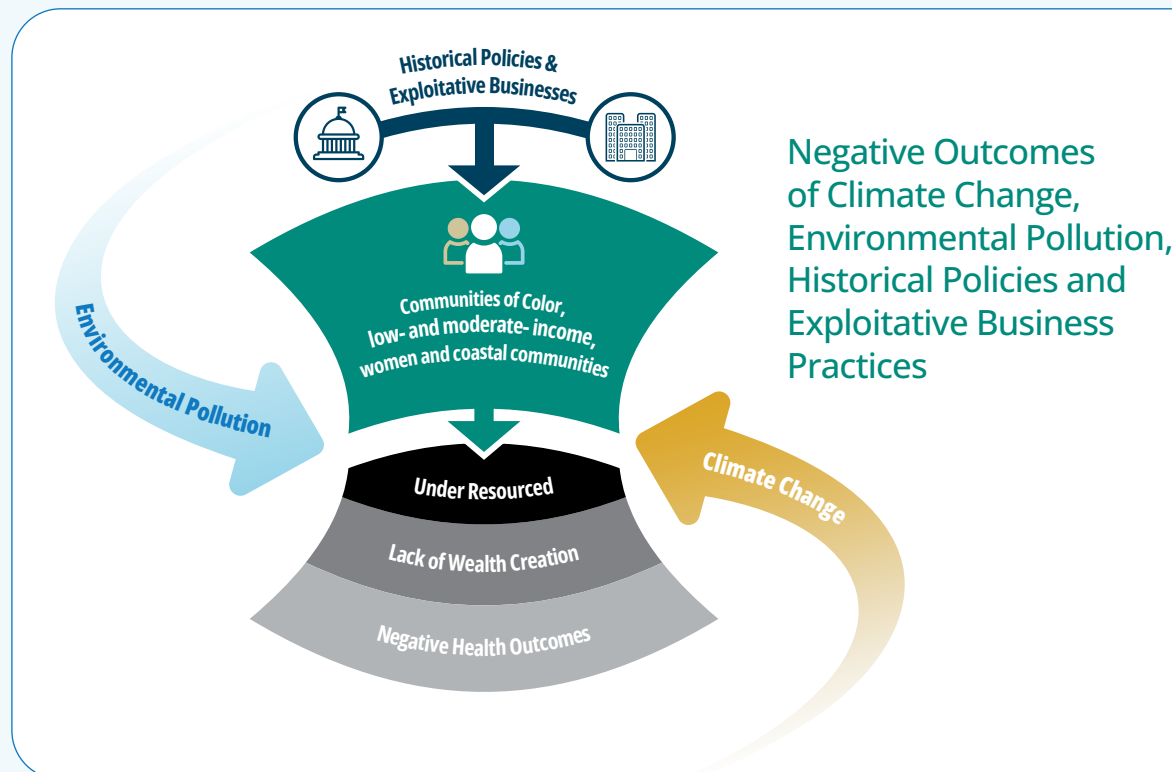 Historical Policies &
Exploitative Businesses
Negative Outcomes
of Climate Change,
Environmental Pollution,
Historical Policies and
Exploitative Business
Practices
Communities of Color,
low- and moderate- income,
women and coastal communities
Environmental Pollution
Climate Change
Under Resourced
Lack of Wealth Creation
Negative Health Outcomes